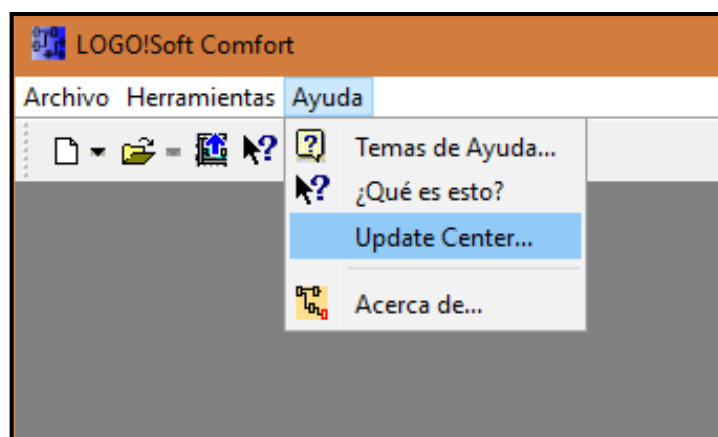 LOGO!Soft Comfort
Archivo Herramientas Ayuda
Temas de Ayuda...
¿Qué es esto?
Update Center...
Acerca de...